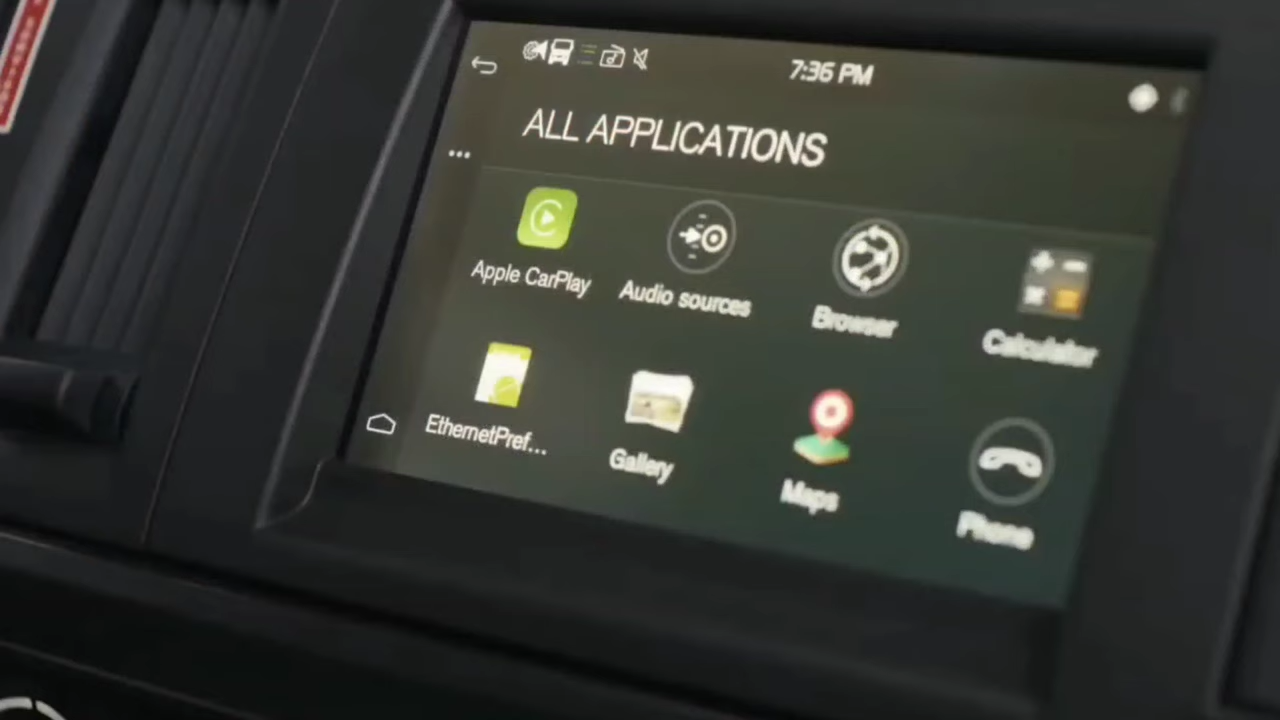 7:36 PM
ALL APPLICATIONS
Apple CarPlay
Audio sources
Browser
Calculator
EthernetPref...
Gallery
Maps
Phone